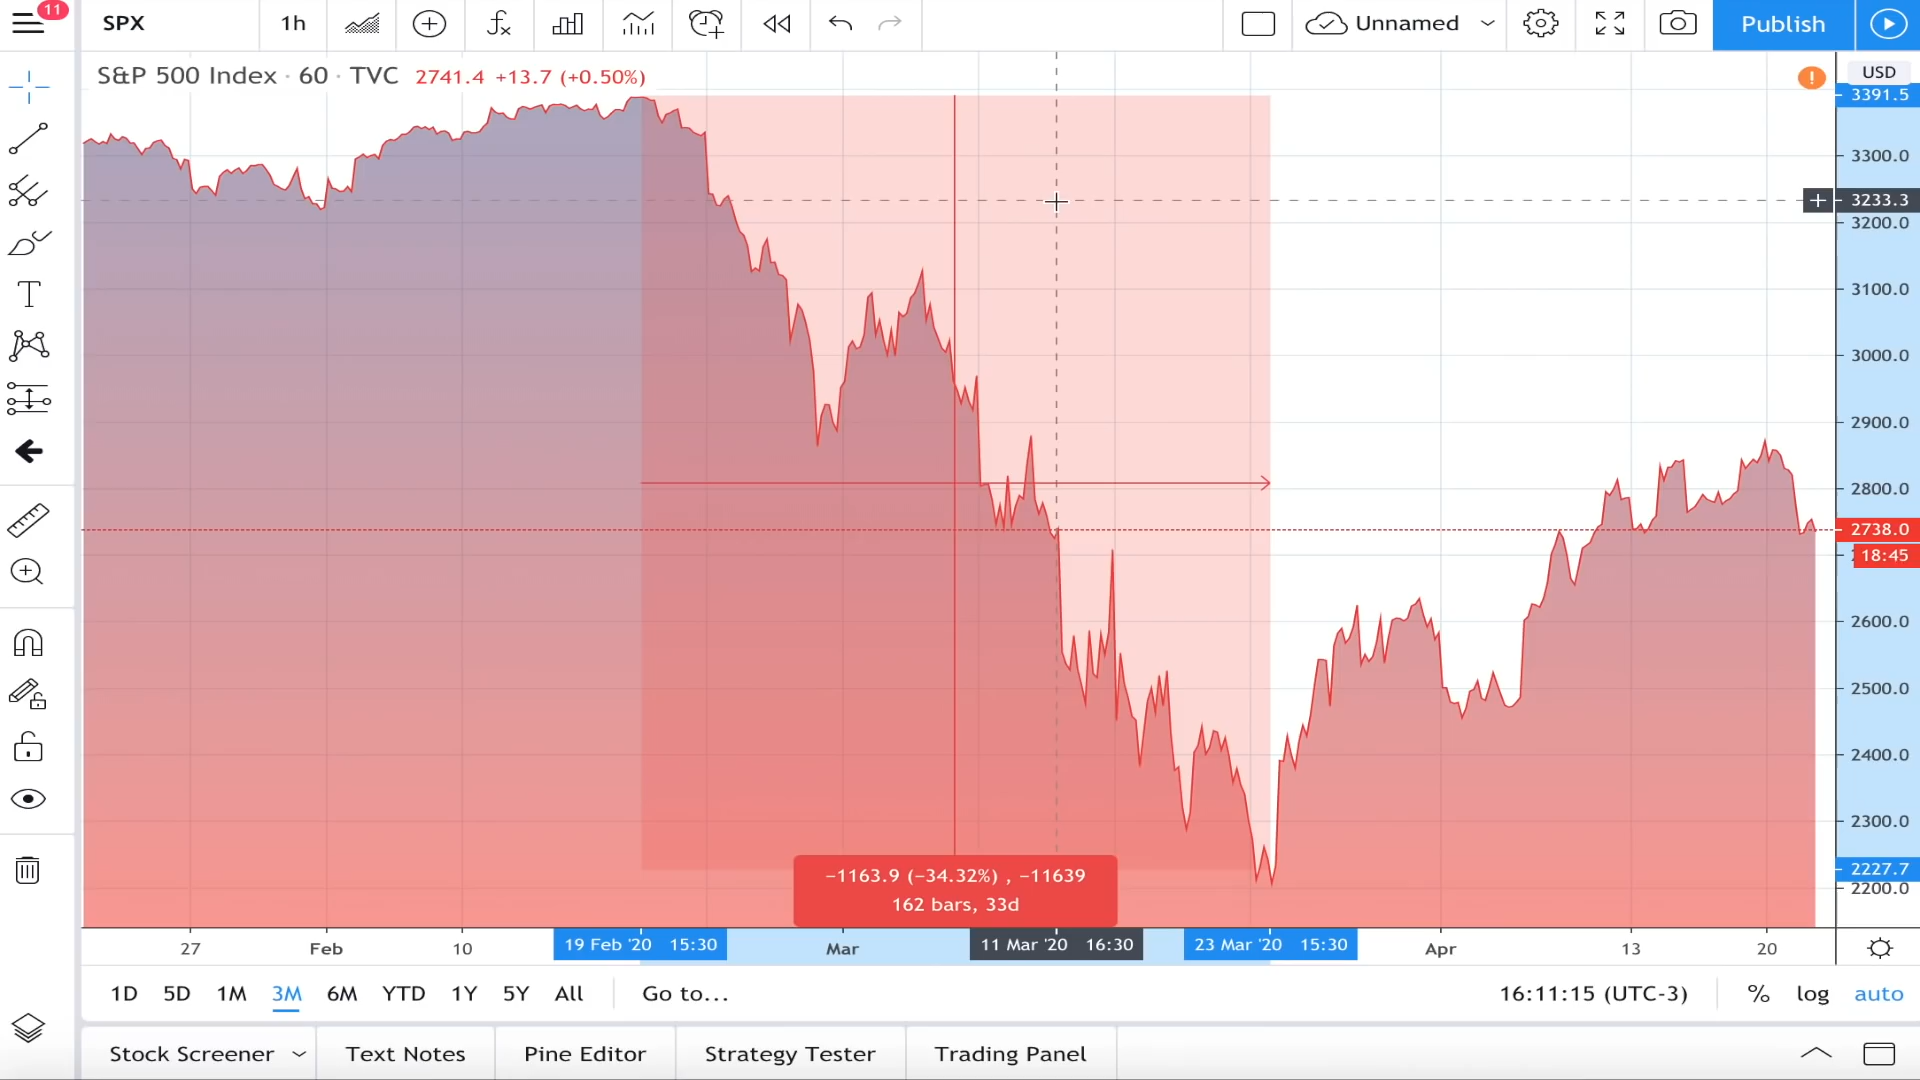 11
SPX
1h
Unnamed
Publish
S&P 500 Index · 60 · TVC 2741.4 +13.7 (+0.50%)
USD
3391.5
3300.0
3233.3
3200.0
3100.0
3000.0
2900.0
2800.0
2738.0
18:45
2600.0
2500.0
2400.0
2300.0
2227.7
2200.0
−1163.9 (−34.32%) , −11639
162 bars, 33d
27 Feb 10 19 Feb '20 15:30 Mar 11 Mar '20 16:30 23 Mar '20 15:30 Apr 13 20
1D 5D 1M 3M 6M YTD 1Y 5Y All Go to... 16:11:15 (UTC-3) % log auto
Stock Screener Text Notes Pine Editor Strategy Tester Trading Panel